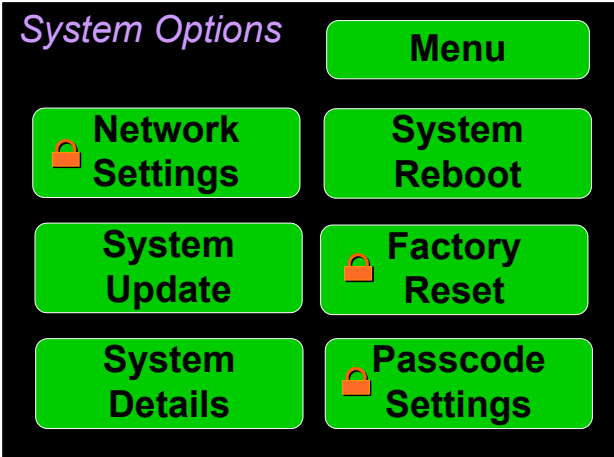 System Options
Menu
Network
Settings
System
Reboot
System
Update
Factory
Reset
System
Details
Passcode
Settings